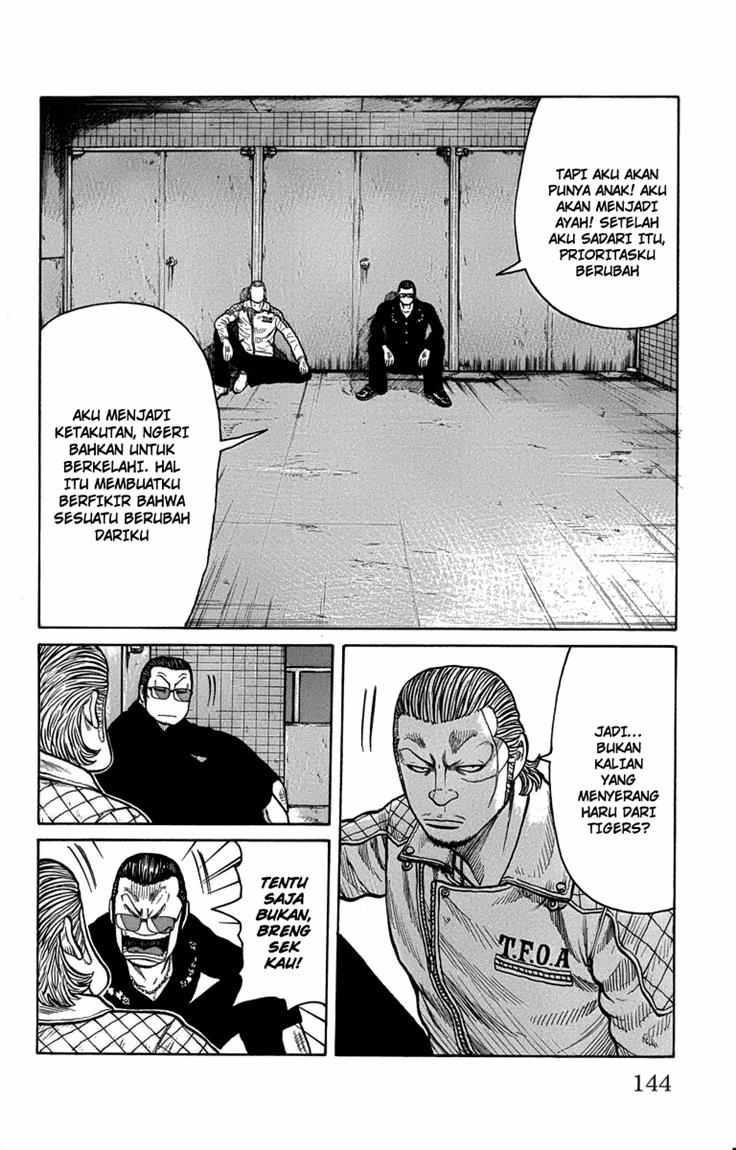 TAPI AKU AKAN
PUNYA ANAK! AKU
AKAN MENJADI
AYAH! SETELAH
AKU SADARI ITU,
PRIORITASKU
BERUBAH
AKU MENJADI
KETAKUTAN, NGERI
BAHKAN UNTUK
BERKELAHI. HAL
ITU MEMBUATKU
BERFIKIR BAHWA
SESUATU BERUBAH
DARIKU
JADI...
BUKAN
KALIAN
YANG
MENYERANG
HARU DARI
TIGERS?
T.F.O.A
TENTU
SAJA
BUKAN,
BRENG
SEK
KAU!
144